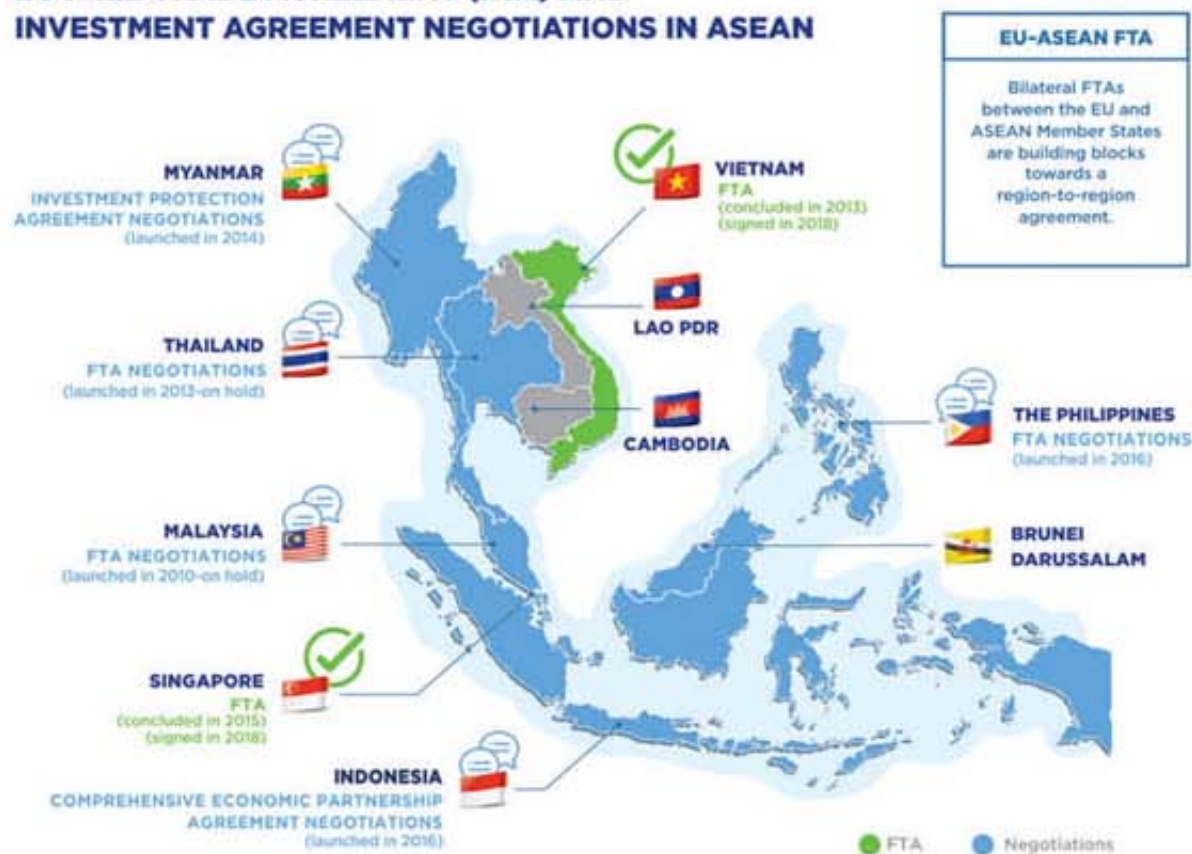 INVESTMENT AGREEMENT NEGOTIATIONS IN ASEAN
EU-ASEAN FTA
Bilateral FTAs
between the EU and
ASEAN Member States
are building blocks
towards a
region-to-region
agreement.
MYANMAR
INVESTMENT PROTECTION
AGREEMENT NEGOTIATIONS
(launched in 2014)
VIETNAM
FTA
(concluded in 2013)
(signed in 2018)
LAO PDR
THAILAND
FTA NEGOTIATIONS
(launched in 2013-on hold)
CAMBODIA
THE PHILIPPINES
FTA NEGOTIATIONS
(launched in 2016)
MALAYSIA
FTA NEGOTIATIONS
(launched in 2010-on hold)
BRUNEI
DARUSSALAM
SINGAPORE
FTA
(concluded in 2015)
(signed in 2018)
INDONESIA
COMPREHENSIVE ECONOMIC PARTNERSHIP
AGREEMENT NEGOTIATIONS
(launched in 2016)
FTA
Negotiations